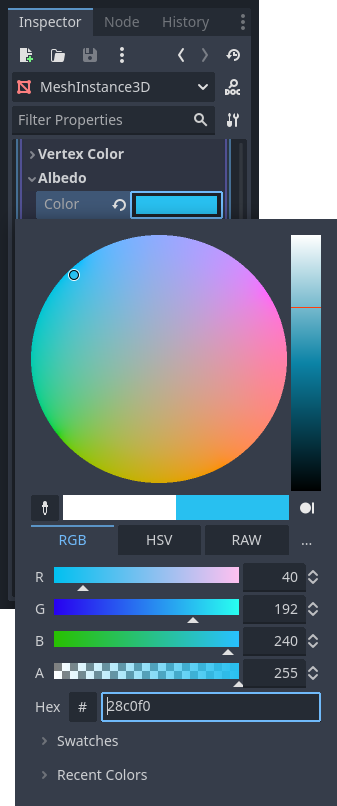 Inspector Node History
MeshInstance3D
DOC
Filter Properties
Vertex Color
Albedo
Color
RGB HSV RAW ...
R 40
G 192
B 240
A 255
Hex # 28c0f0
Swatches
Recent Colors